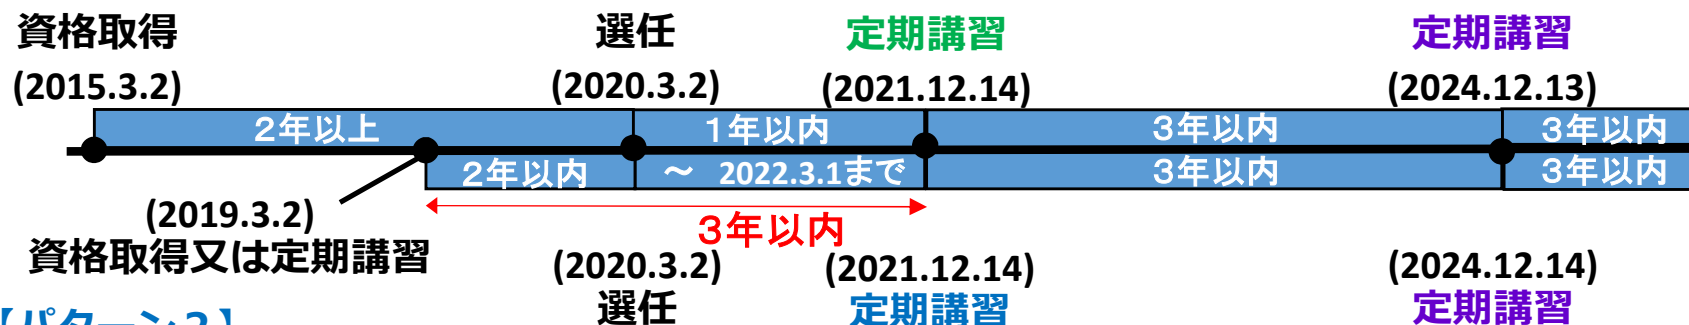 資格取得 選任 定期講習 定期講習
(2015.3.2) (2020.3.2) (2021.12.14) (2024.12.13)
２年以上 １年以内 ３年以内 ３年以内
２年以内 ～ 2022.3.1まで ３年以内 ３年以内
(2019.3.2) ３年以内
資格取得又は定期講習 (2020.3.2) (2021.12.14) (2024.12.14)
選任 定期講習 定期講習
【パターン２】